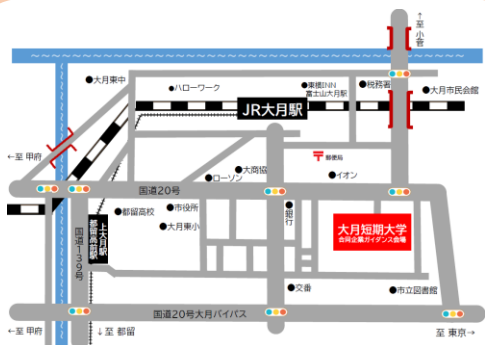 ↑至 小菅
●大月東中
●ハローワーク
●東横INN
富士山大月駅
●税務署
●大月市民会館
JR大月駅
←至 甲府
〒 郵便局
●大商協
●ローソン
●イオン
国道20号
●都留高校
●市役所
●大月東小
●銀行
大月短期大学
合同企業ガイダンス会場
国道139号
上大月駅
都留高前駅
●交番
●市立図書館
国道20号大月バイパス
←至 甲府
↓至 都留
至 東京→